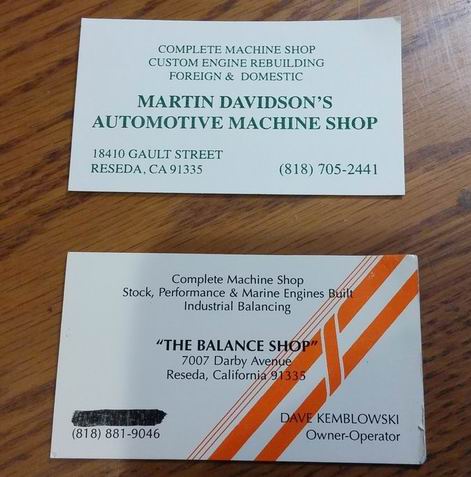 COMPLETE MACHINE SHOP
CUSTOM ENGINE REBUILDING
FOREIGN & DOMESTIC
MARTIN DAVIDSON'S
AUTOMOTIVE MACHINE SHOP
18410 GAULT STREET
RESEDA, CA 91335
(818) 705-2441
Complete Machine Shop
Stock, Performance & Marine Engines Built
Industrial Balancing
"THE BALANCE SHOP"
7007 Darby Avenue
Reseda, California 91335
(818) 881-9046
DAVE KEMBLOWSKI
Owner-Operator